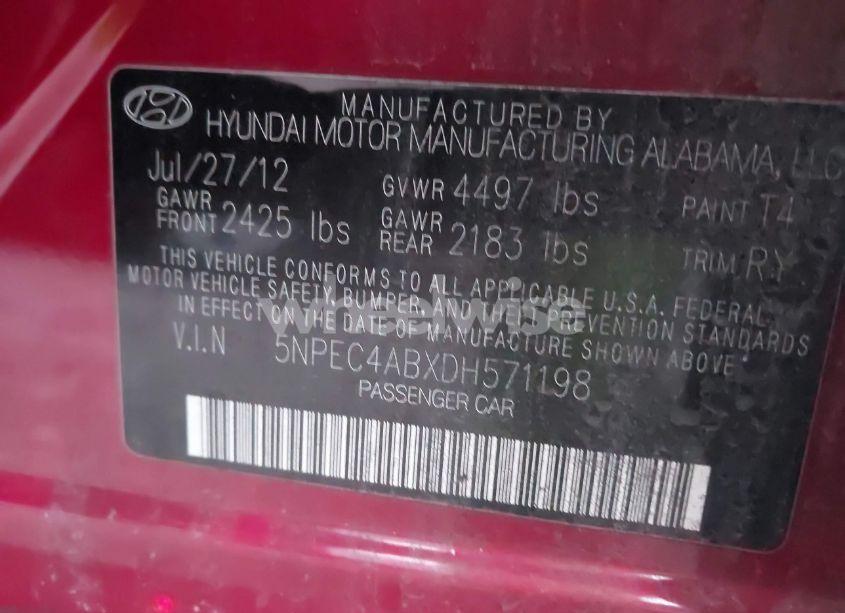 MANUFACTURED BY
HYUNDAI MOTOR MANUFACTURING ALABAMA, LLC
Jul/27/12 GVWR 4497 lbs PAINT T4
GAWR FRONT 2425 lbs GAWR REAR 2183 lbs TRIM RY
THIS VEHICLE CONFORMS TO ALL APPLICABLE U.S.A. FEDERAL
MOTOR VEHICLE SAFETY, BUMPER, AND THEFT PREVENTION STANDARDS
IN EFFECT ON THE DATE OF MANUFACTURE SHOWN ABOVE
V.I.N 5NPEC4ABXDH571198
PASSENGER CAR
wheelwise